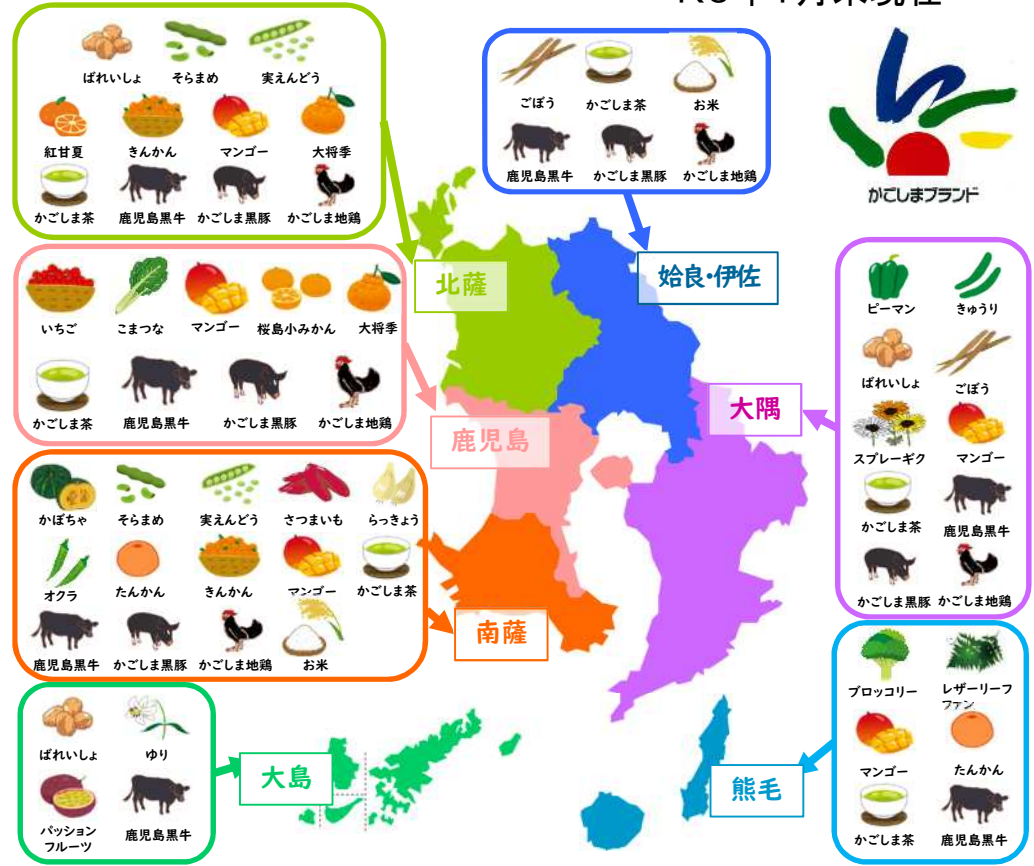 ばれいしょ そらまめ 実えんどう
紅甘夏 きんかん マンゴー 大将季
かごしま茶 鹿児島黒牛 かごしま黒豚 かごしま地鶏
ごぼう かごしま茶 お米
鹿児島黒牛 かごしま黒豚 かごしま地鶏
かごしまブランド
北薩
姶良・伊佐
いちご こまつな マンゴー 桜島小みかん 大将季
かごしま茶 鹿児島黒牛 かごしま黒豚 かごしま地鶏
鹿児島
大隅
ピーマン きゅうり
ばれいしょ ごぼう
スプレーギク マンゴー
かごしま茶 鹿児島黒牛
かごしま黒豚 かごしま地鶏
かぼちゃ そらまめ 実えんどう さつまいも らっきょう
オクラ たんかん きんかん マンゴー かごしま茶
鹿児島黒牛 かごしま黒豚 かごしま地鶏 お米
南薩
ばれいしょ ゆり
パッション
フルーツ
鹿児島黒牛
大島
熊毛
ブロッコリー
レザーリーフ
ファン
マンゴー たんかん
かごしま茶 鹿児島黒牛